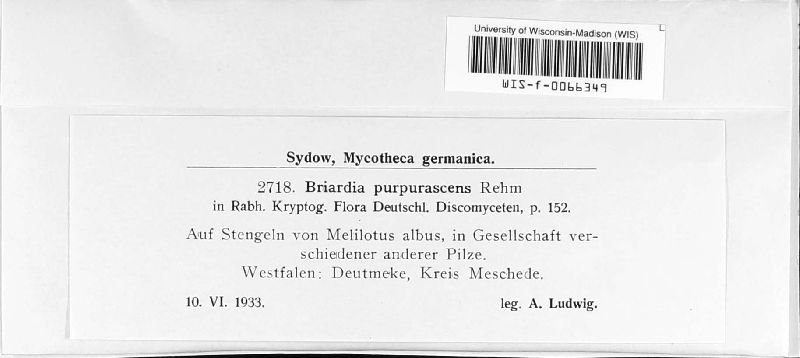 University of Wisconsin-Madison (WIS)
WIS-f-0066349
Sydow, Mycotheca germanica.
2718. Briardia purpurascens Rehm
in Rabh. Kryptog. Flora Deutschl. Discomyceten, p. 152.
Auf Stengeln von Melilotus albus, in Gesellschaft ver-
schiedener anderer Pilze.
Westfalen: Deutmeke, Kreis Meschede.
10. VI. 1933. leg. A. Ludwig.